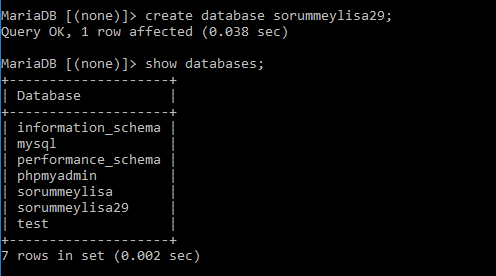 MariaDB [(none)]> create database sorummeylisa29;
Query OK, 1 row affected (0.038 sec)
MariaDB [(none)]> show databases;
+--------------------+
| Database           |
+--------------------+
| information_schema |
| mysql              |
| performance_schema |
| phpmyadmin         |
| sorummeylisa       |
| sorummeylisa29     |
| test               |
+--------------------+
7 rows in set (0.002 sec)